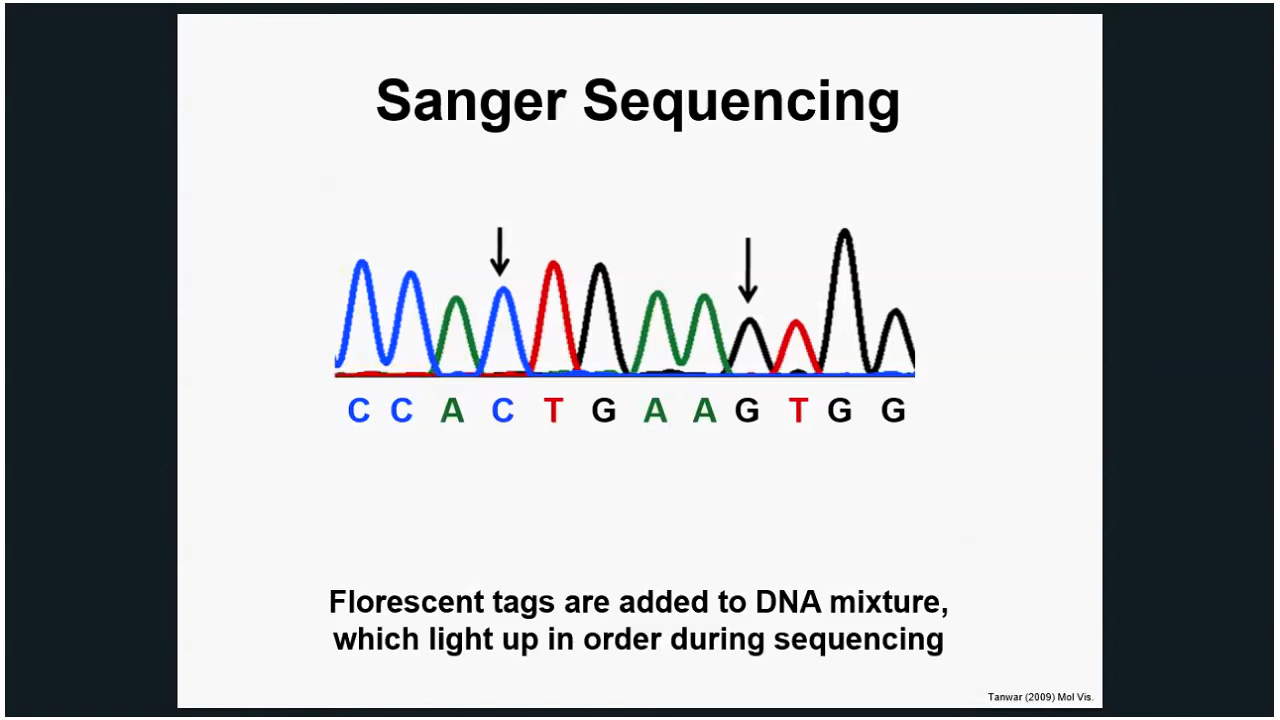 Sanger Sequencing
C C A C T G A A G T G G
Florescent tags are added to DNA mixture,
which light up in order during sequencing
Tanwar (2009) Mol Vis.